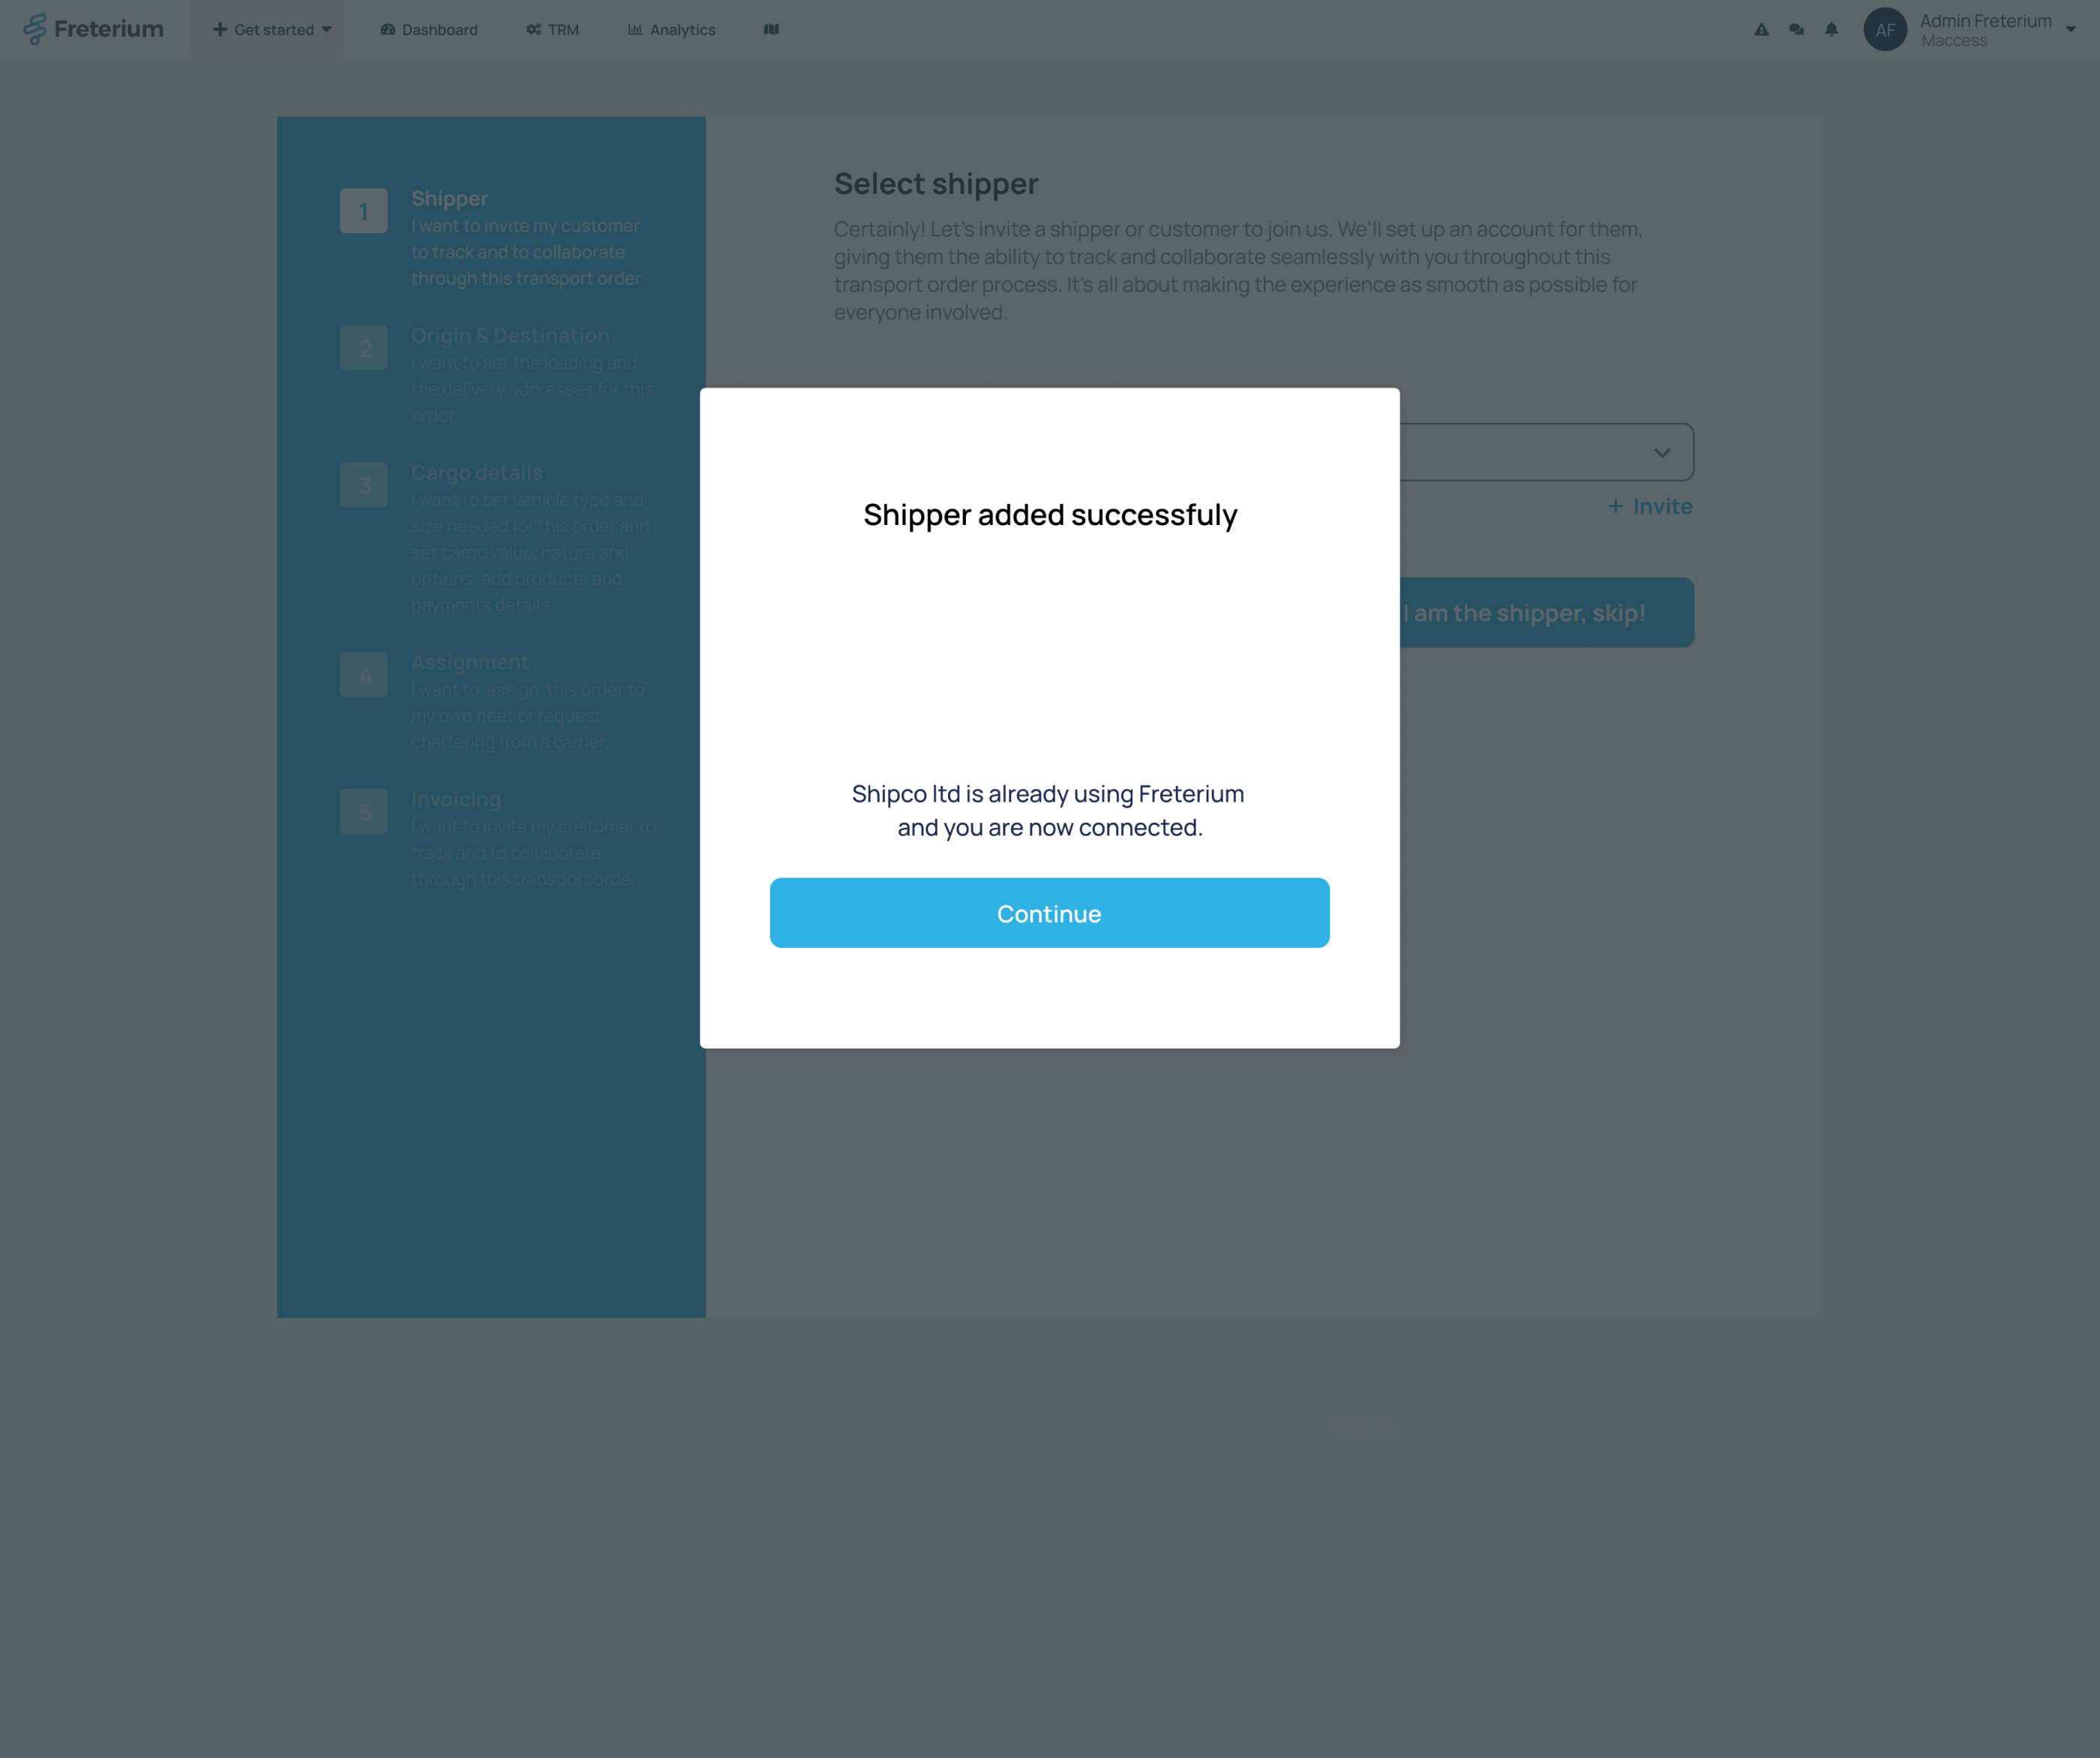 Freterium
Get started
Dashboard
TRM
Analytics
AF
Admin Freterium
Maccess
1
Shipper
I want to invite my customer
to track and to collaborate
through this transport order.
2
Origin & Destination
I want to set the loading and
the delivery addresses for this
order
3
Cargo details
I want to set vehicle type and
size needed for this order and
set cargo value, nature and
options, add products and
payments details.
4
Assignment
I want to assign this order to
my own fleet or request
chartering from a carrier.
5
Invoicing
I want to invite my customer to
track and to collaborate
through this transport order.
Select shipper
Certainly! Let's invite a shipper or customer to join us. We'll set up an account for them,
giving them the ability to track and collaborate seamlessly with you throughout this
transport order process. It's all about making the experience as smooth as possible for
everyone involved.
+ Invite
I am the shipper, skip!
Shipper added successfuly
Shipco ltd is already using Freterium
and you are now connected.
Continue